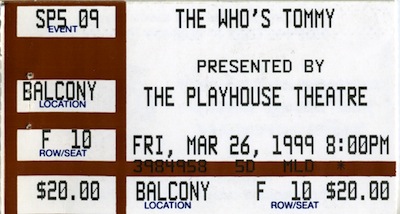 SP5 09
EVENT
THE WHO'S TOMMY
PRESENTED BY
BALCONY
LOCATION
THE PLAYHOUSE THEATRE
F 10
ROW/SEAT
FRI, MAR 26, 1999 8:00PM
3984958 5D MLD *
$20.00
BALCONY F 10 $20.00
LOCATION ROW/SEAT